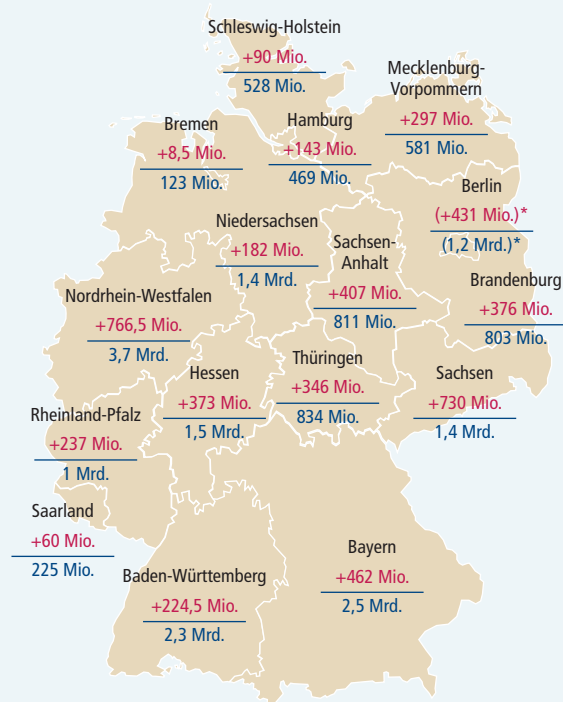 Schleswig-Holstein
+90 Mio.
528 Mio.
Mecklenburg-
Vorpommern
+297 Mio.
581 Mio.
Bremen
+8,5 Mio.
123 Mio.
Hamburg
+143 Mio.
469 Mio.
Berlin
(+431 Mio.)*
(1,2 Mrd.)*
Niedersachsen
+182 Mio.
1,4 Mrd.
Sachsen-
Anhalt
+407 Mio.
811 Mio.
Brandenburg
+376 Mio.
803 Mio.
Nordrhein-Westfalen
+766,5 Mio.
3,7 Mrd.
Hessen
+373 Mio.
1,5 Mrd.
Thüringen
+346 Mio.
834 Mio.
Sachsen
+730 Mio.
1,4 Mrd.
Rheinland-Pfalz
+237 Mio.
1 Mrd.
Saarland
+60 Mio.
225 Mio.
Baden-Württemberg
+224,5 Mio.
2,3 Mrd.
Bayern
+462 Mio.
2,5 Mrd.